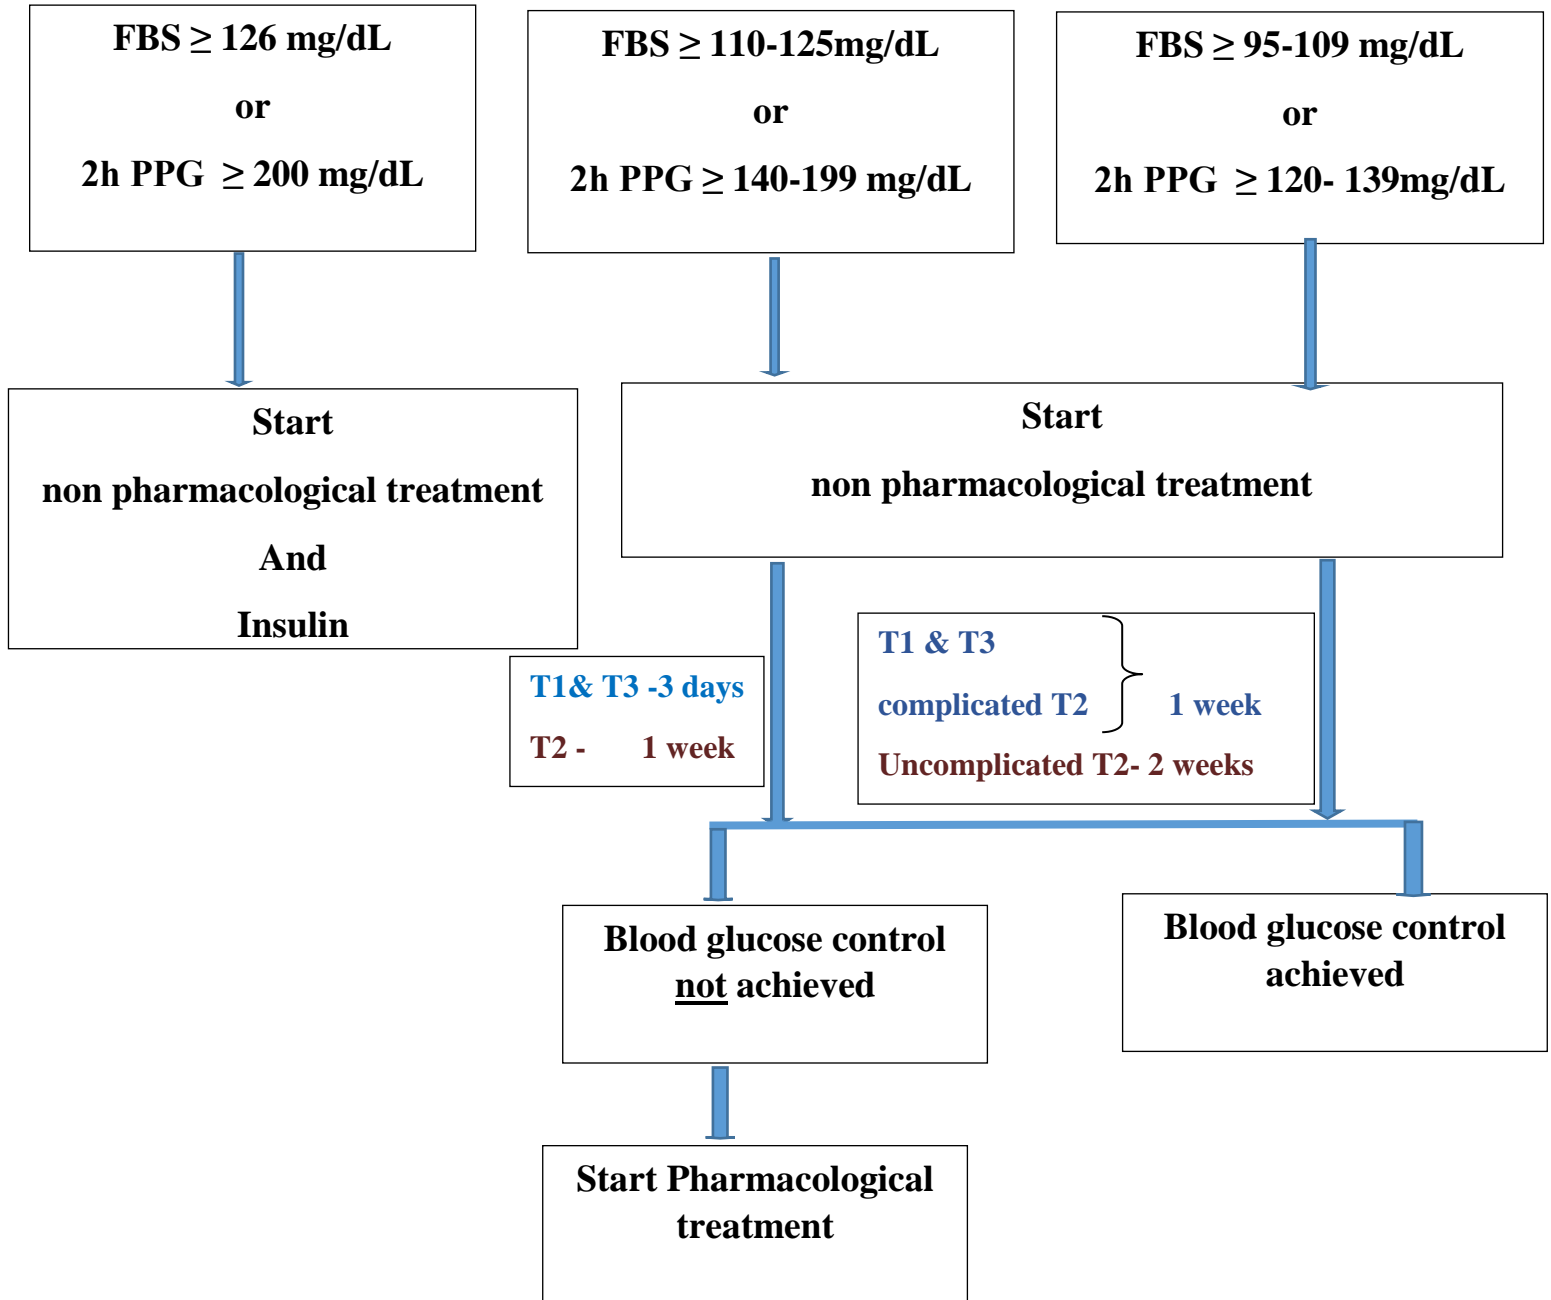 FBS ≥ 126 mg/dL
or
2h PPG ≥ 200 mg/dL
FBS ≥ 110-125mg/dL
or
2h PPG ≥ 140-199 mg/dL
FBS ≥ 95-109 mg/dL
or
2h PPG ≥ 120- 139mg/dL
Start
non pharmacological treatment
And
Insulin
Start
non pharmacological treatment
T1& T3 -3 days
T2 - 1 week
T1 & T3
complicated T2 1 week
Uncomplicated T2- 2 weeks
Blood glucose control
not achieved
Blood glucose control
achieved
Start Pharmacological
treatment